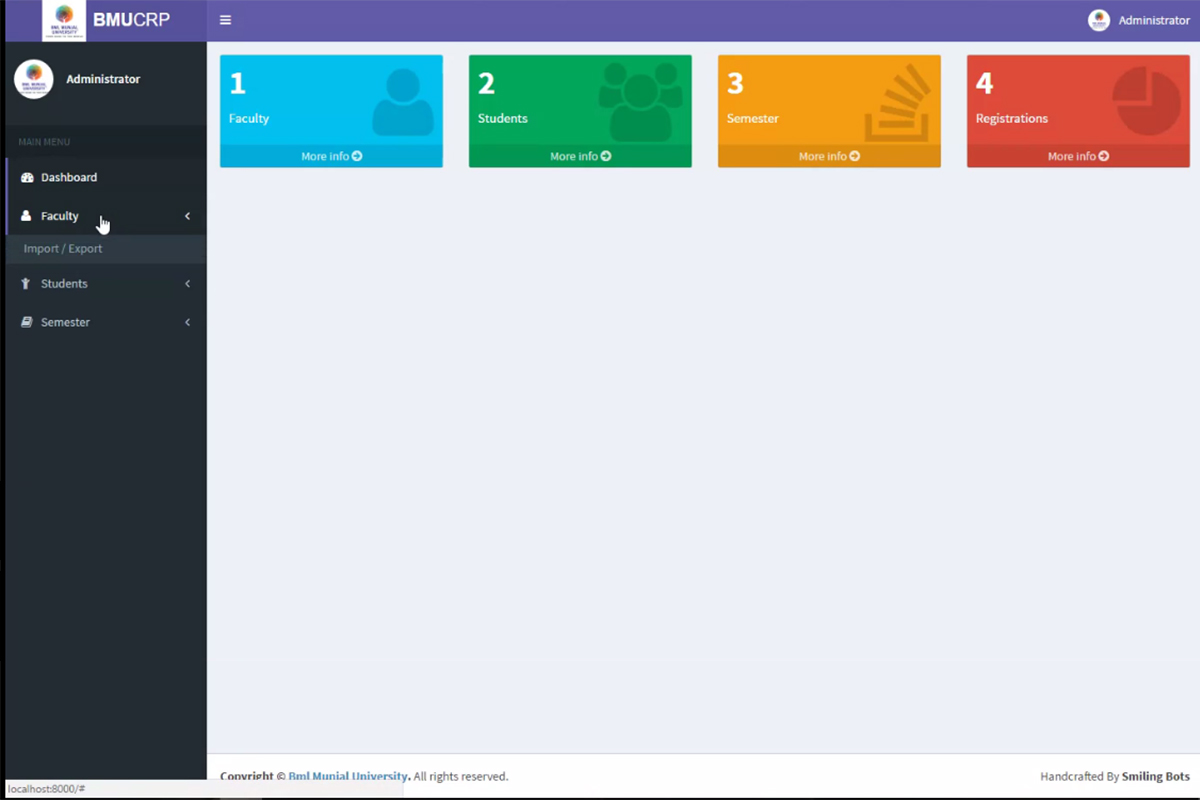 BML MUNJAL
UNIVERSITY
BMUCRP
Administrator
Administrator
MAIN MENU
Dashboard
Faculty
Import / Export
Students
Semester
1
Faculty
More info
2
Students
More info
3
Semester
More info
4
Registrations
More info
Copyright © Bml Munjal University. All rights reserved.
Handcrafted By Smiling Bots
localhost:8000/#